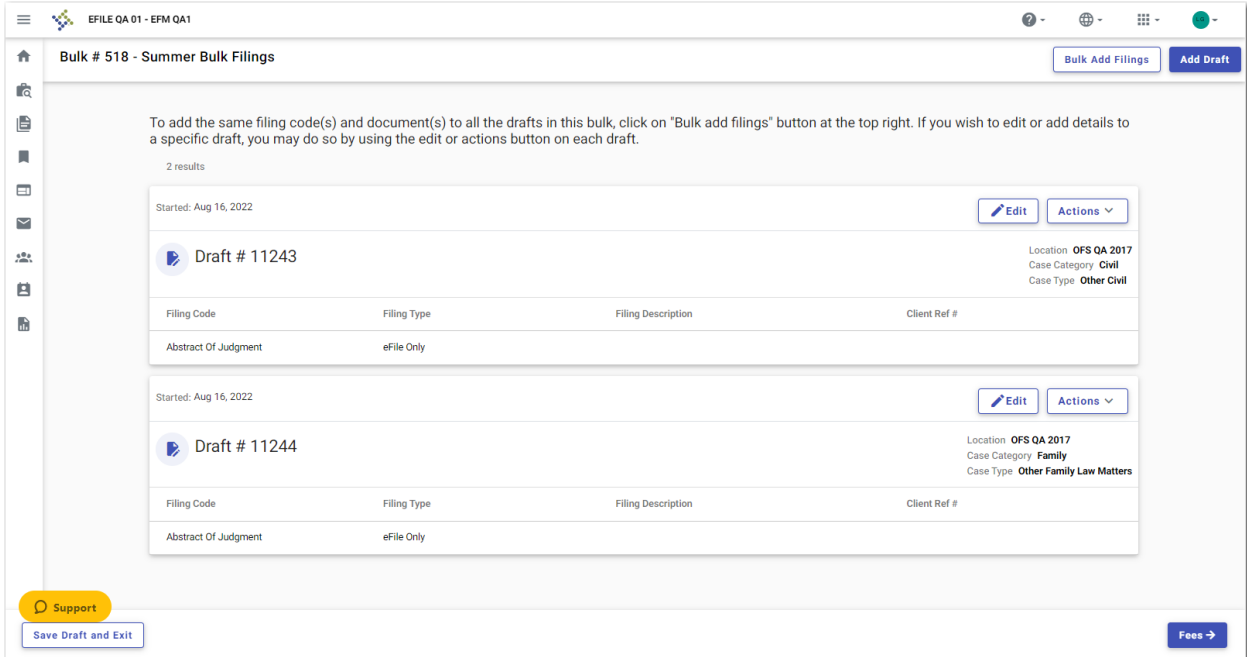 EFILE QA 01 - EFM QA1
LG
Bulk # 518 - Summer Bulk Filings
Bulk Add Filings
Add Draft
To add the same filing code(s) and document(s) to all the drafts in this bulk, click on "Bulk add filings" button at the top right. If you wish to edit or add details to
a specific draft, you may do so by using the edit or actions button on each draft.
2 results
Started: Aug 16, 2022
Edit
Actions
Draft # 11243
Location OFS QA 2017
Case Category Civil
Case Type Other Civil
Filing Code Filing Type Filing Description Client Ref #
Abstract Of Judgment eFile Only
Started: Aug 16, 2022
Edit
Actions
Draft # 11244
Location OFS QA 2017
Case Category Family
Case Type Other Family Law Matters
Filing Code Filing Type Filing Description Client Ref #
Abstract Of Judgment eFile Only
Support
Save Draft and Exit
Fees